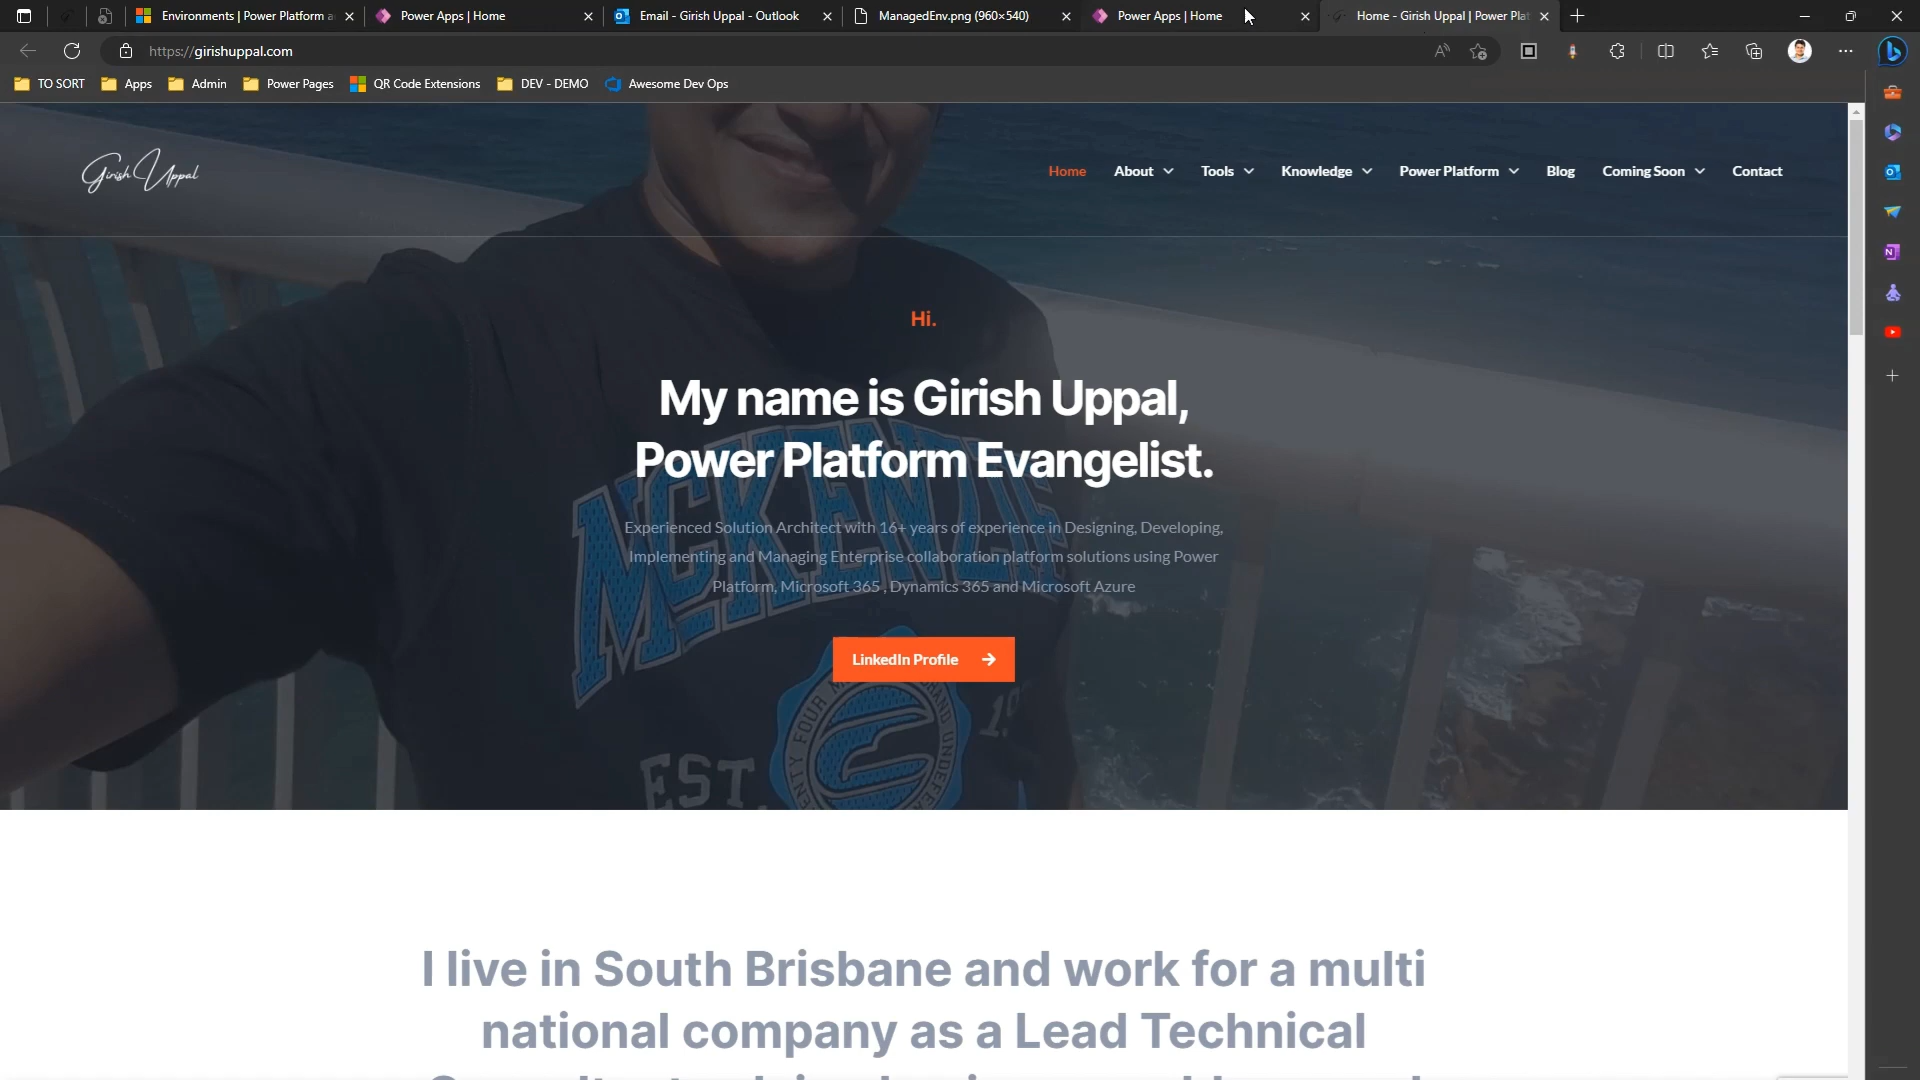 Environments | Power Platform a
Power Apps | Home
Email - Girish Uppal - Outlook
ManagedEnv.png (960×540)
Power Apps | Home
Home - Girish Uppal | Power Plat
https://girishuppal.com
TO SORT
Apps
Admin
Power Pages
QR Code Extensions
DEV - DEMO
Awesome Dev Ops
Girish Uppal
Home
About
Tools
Knowledge
Power Platform
Blog
Coming Soon
Contact
Hi.
My name is Girish Uppal,
Power Platform Evangelist.
Experienced Solution Architect with 16+ years of experience in Designing, Developing,
Implementing and Managing Enterprise collaboration platform solutions using Power
Platform, Microsoft 365 , Dynamics 365 and Microsoft Azure
LinkedIn Profile
MCKENZIE
EST.
I live in South Brisbane and work for a multi
national company as a Lead Technical